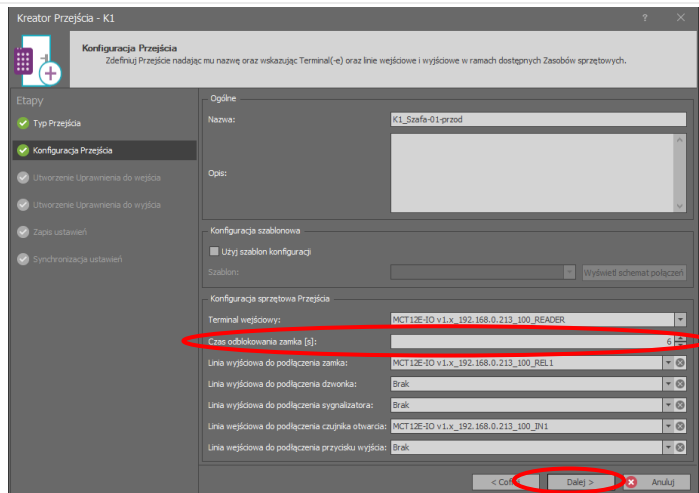 Kreator Przejścia - K1
?
Konfiguracja Przejścia
Zdefiniuj Przejście nadając mu nazwę oraz wskazując Terminal(-e) oraz linie wejściowe i wyjściowe w ramach dostępnych Zasobów sprzętowych.
Etapy
Typ Przejścia
Konfiguracja Przejścia
Utworzenie Uprawnienia do wejścia
Utworzenie Uprawnienia do wyjścia
Zapis ustawień
Synchronizacja ustawień
Ogólne
Nazwa: K1_Szafa-01-przod
Opis:
Konfiguracja szablonowa
Użyj szablon konfiguracji
Szablon: Wyświetl schemat połączeń
Konfiguracja sprzętowa Przejścia
Terminal wejściowy: MCT12E-IO v1.x_192.168.0.213_100_READER
Czas odblokowania zamka [s]: 6
Linia wyjściowa do podłączenia zamka: MCT12E-IO v1.x_192.168.0.213_100_REL1
Linia wyjściowa do podłączenia dzwonka: Brak
Linia wyjściowa do podłączenia sygnalizatora: Brak
Linia wejściowa do podłączenia czujnika otwarcia: MCT12E-IO v1.x_192.168.0.213_100_IN1
Linia wejściowa do podłączenia przycisku wyjścia: Brak
< Cofnij Dalej > Anuluj